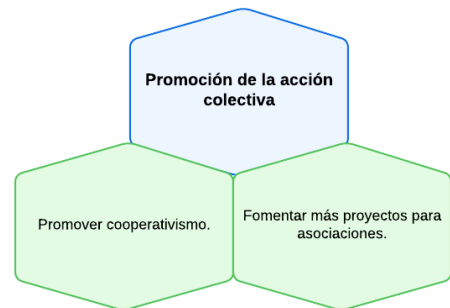 Promoción de la acción
colectiva
Promover cooperativismo.
Fomentar más proyectos para
asociaciones.